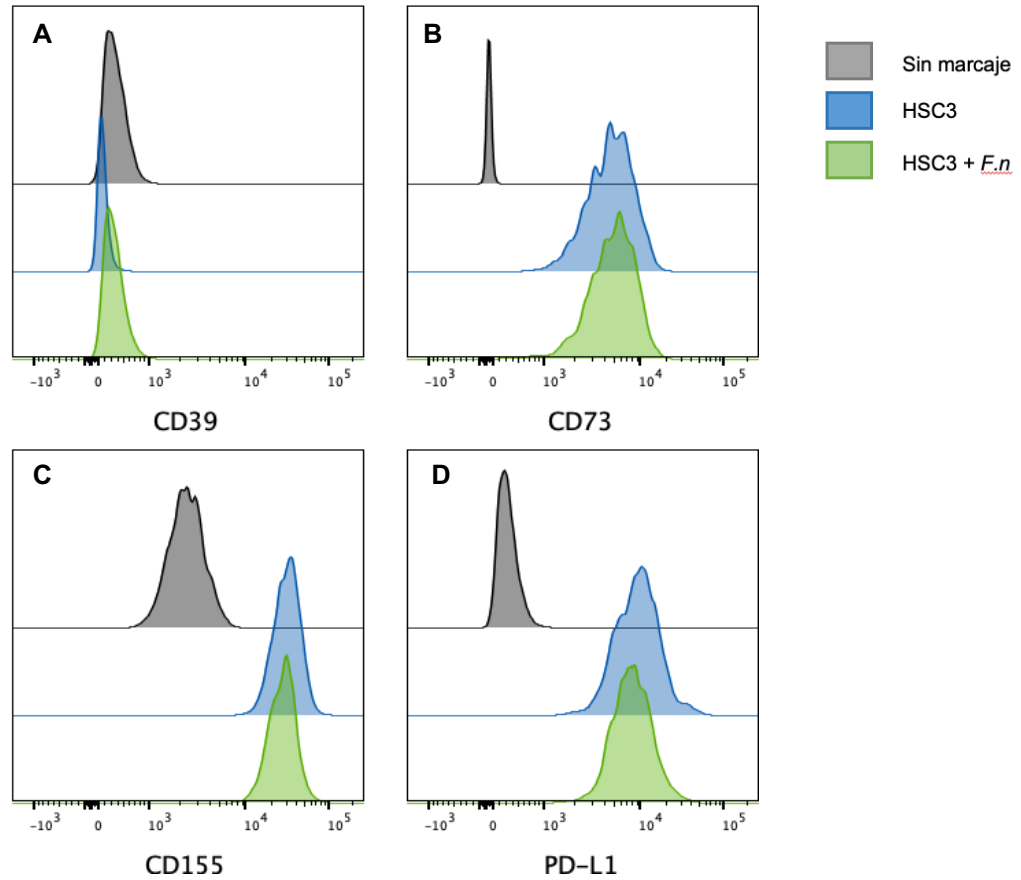 A
B
Sin marcaje
HSC3
HSC3 + F.n
-10³ 0 10³ 10⁴ 10⁵
-10³ 0 10³ 10⁴ 10⁵
CD39
CD73
C
D
-10³ 0 10³ 10⁴ 10⁵
-10³ 0 10³ 10⁴ 10⁵
CD155
PD-L1